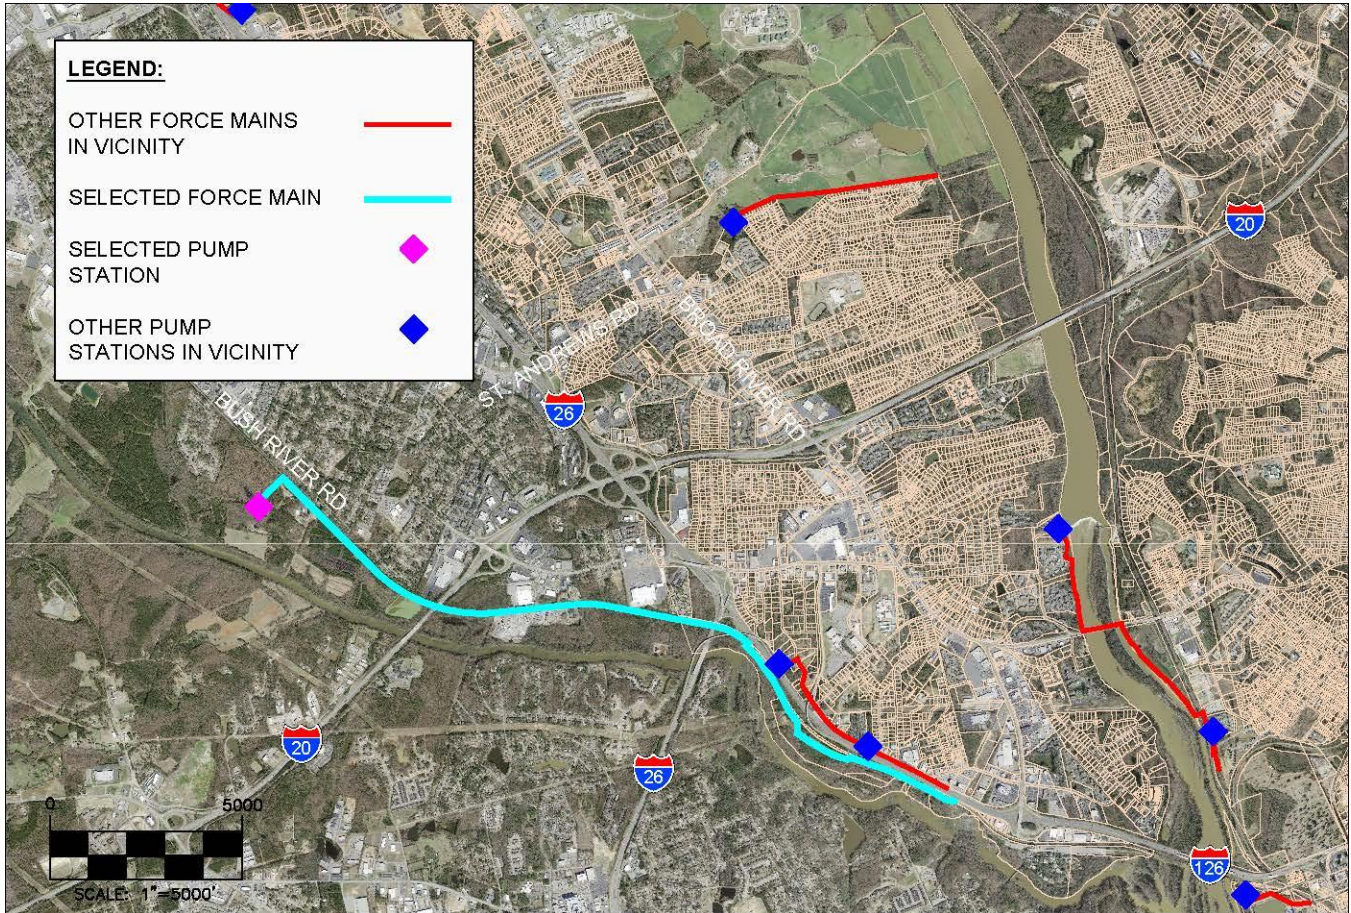 LEGEND:
OTHER FORCE MAINS
IN VICINITY
SELECTED FORCE MAIN
SELECTED PUMP
STATION
OTHER PUMP
STATIONS IN VICINITY
20
ST. ANDREWS RD
BROAD RIVER RD
26
BUSH RIVER RD
20
26
0 5000
SCALE: 1"=5000'
126